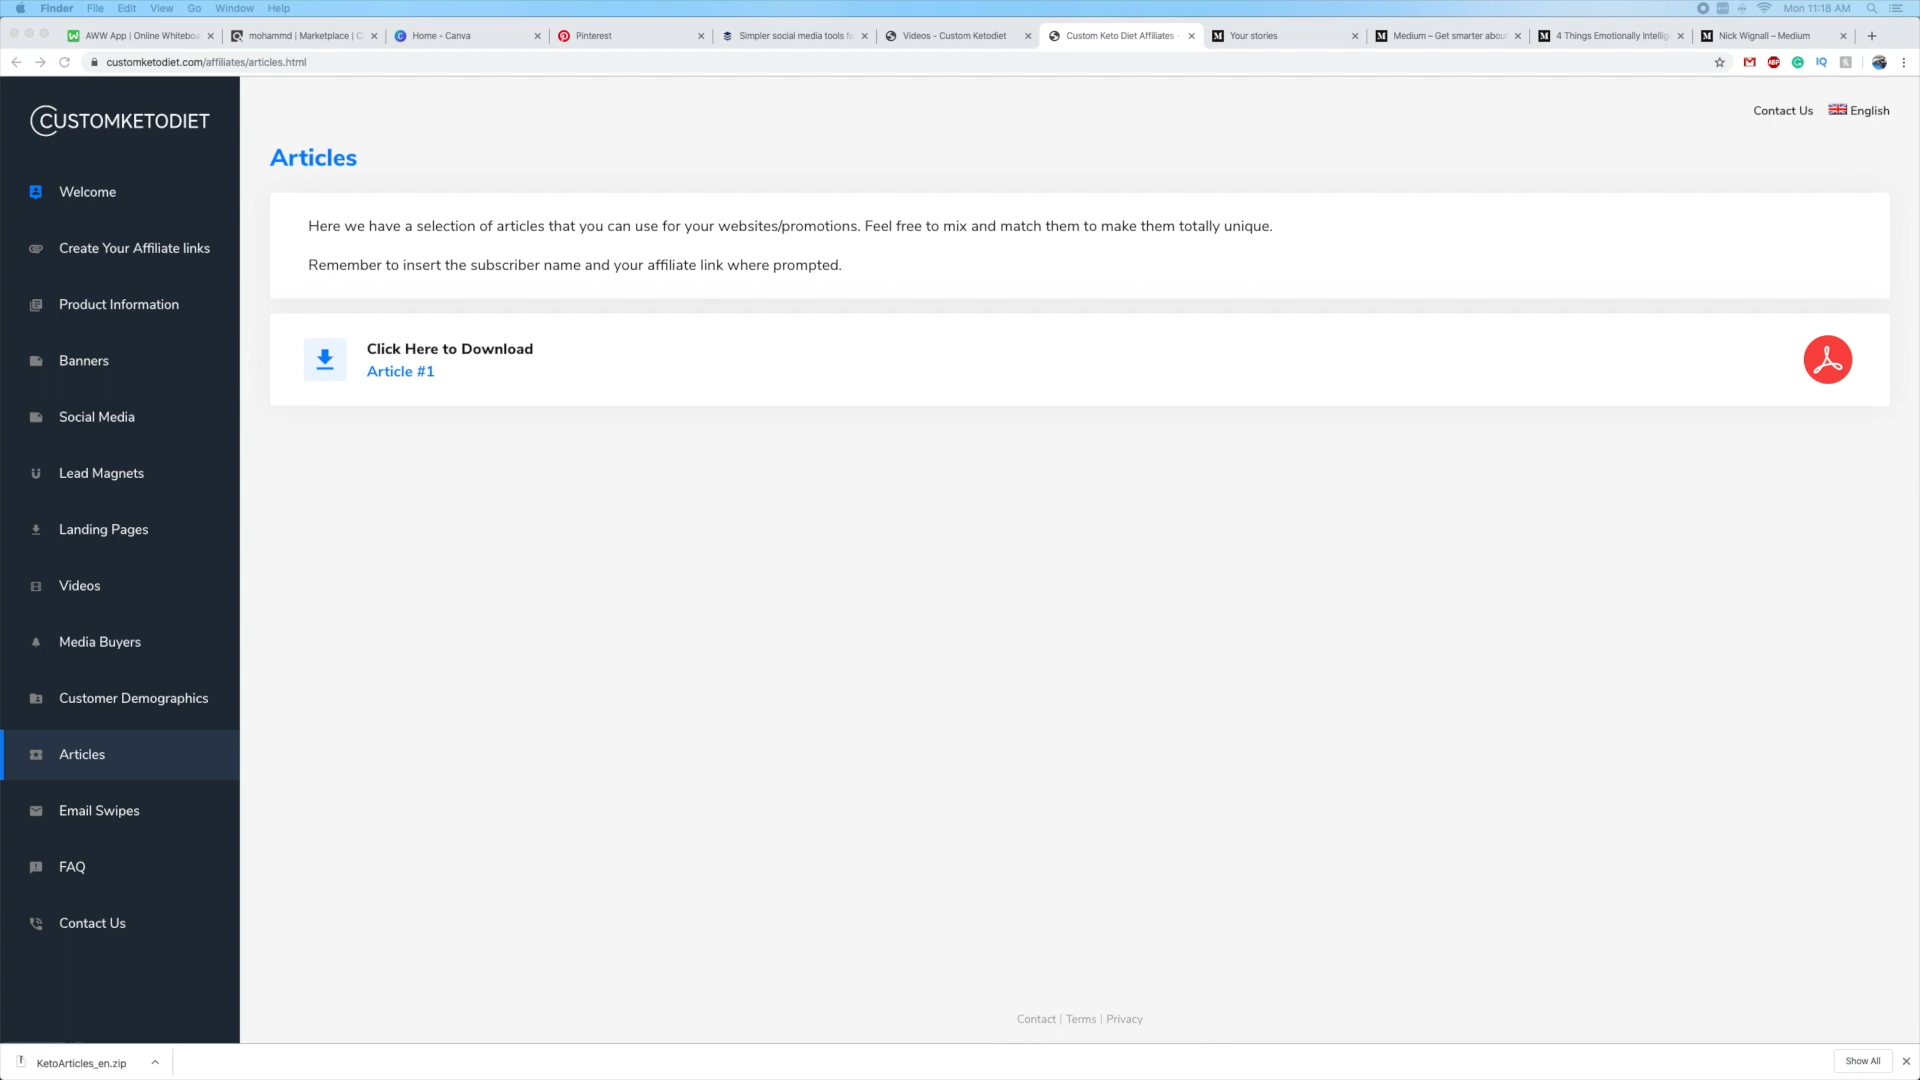 Finder File Edit View Go Window Help Mon 11:18 AM
AWW App | Online Whiteboa mohammd | Marketplace | C Home - Canva Pinterest Simpler social media tools fo Videos - Custom Ketodiet Custom Keto Diet Affiliates - Your stories Medium – Get smarter about 4 Things Emotionally Intellig Nick Wignall – Medium
customketodiet.com/affiliates/articles.html
CUSTOMKETODIET
Contact Us English
Articles
Welcome
Here we have a selection of articles that you can use for your websites/promotions. Feel free to mix and match them to make them totally unique.
Create Your Affiliate links
Remember to insert the subscriber name and your affiliate link where prompted.
Product Information
Click Here to Download
Banners
Article #1
Social Media
Lead Magnets
Landing Pages
Videos
Media Buyers
Customer Demographics
Articles
Email Swipes
FAQ
Contact Us
Contact | Terms | Privacy
KetoArticles_en.zip Show All